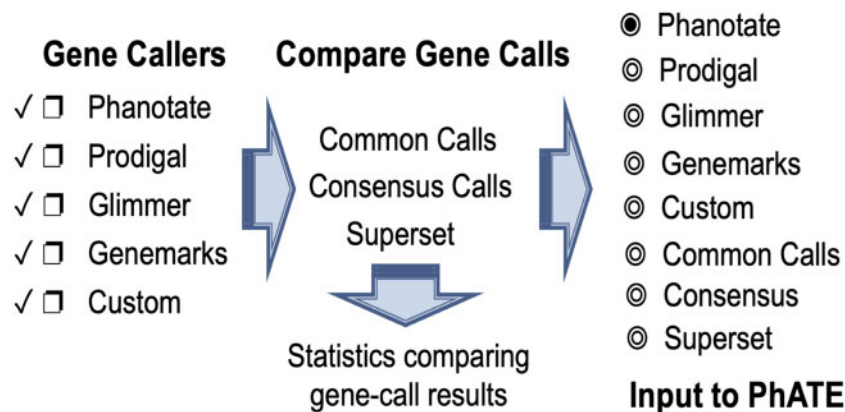 Gene Callers
✓ ❐ Phanotate
✓ ❐ Prodigal
✓ ❐ Glimmer
✓ ❐ Genemarks
✓ ❐ Custom
Compare Gene Calls
Common Calls
Consensus Calls
Superset
Statistics comparing
gene-call results
◉ Phanotate
◎ Prodigal
◎ Glimmer
◎ Genemarks
◎ Custom
◎ Common Calls
◎ Consensus
◎ Superset
Input to PhATE